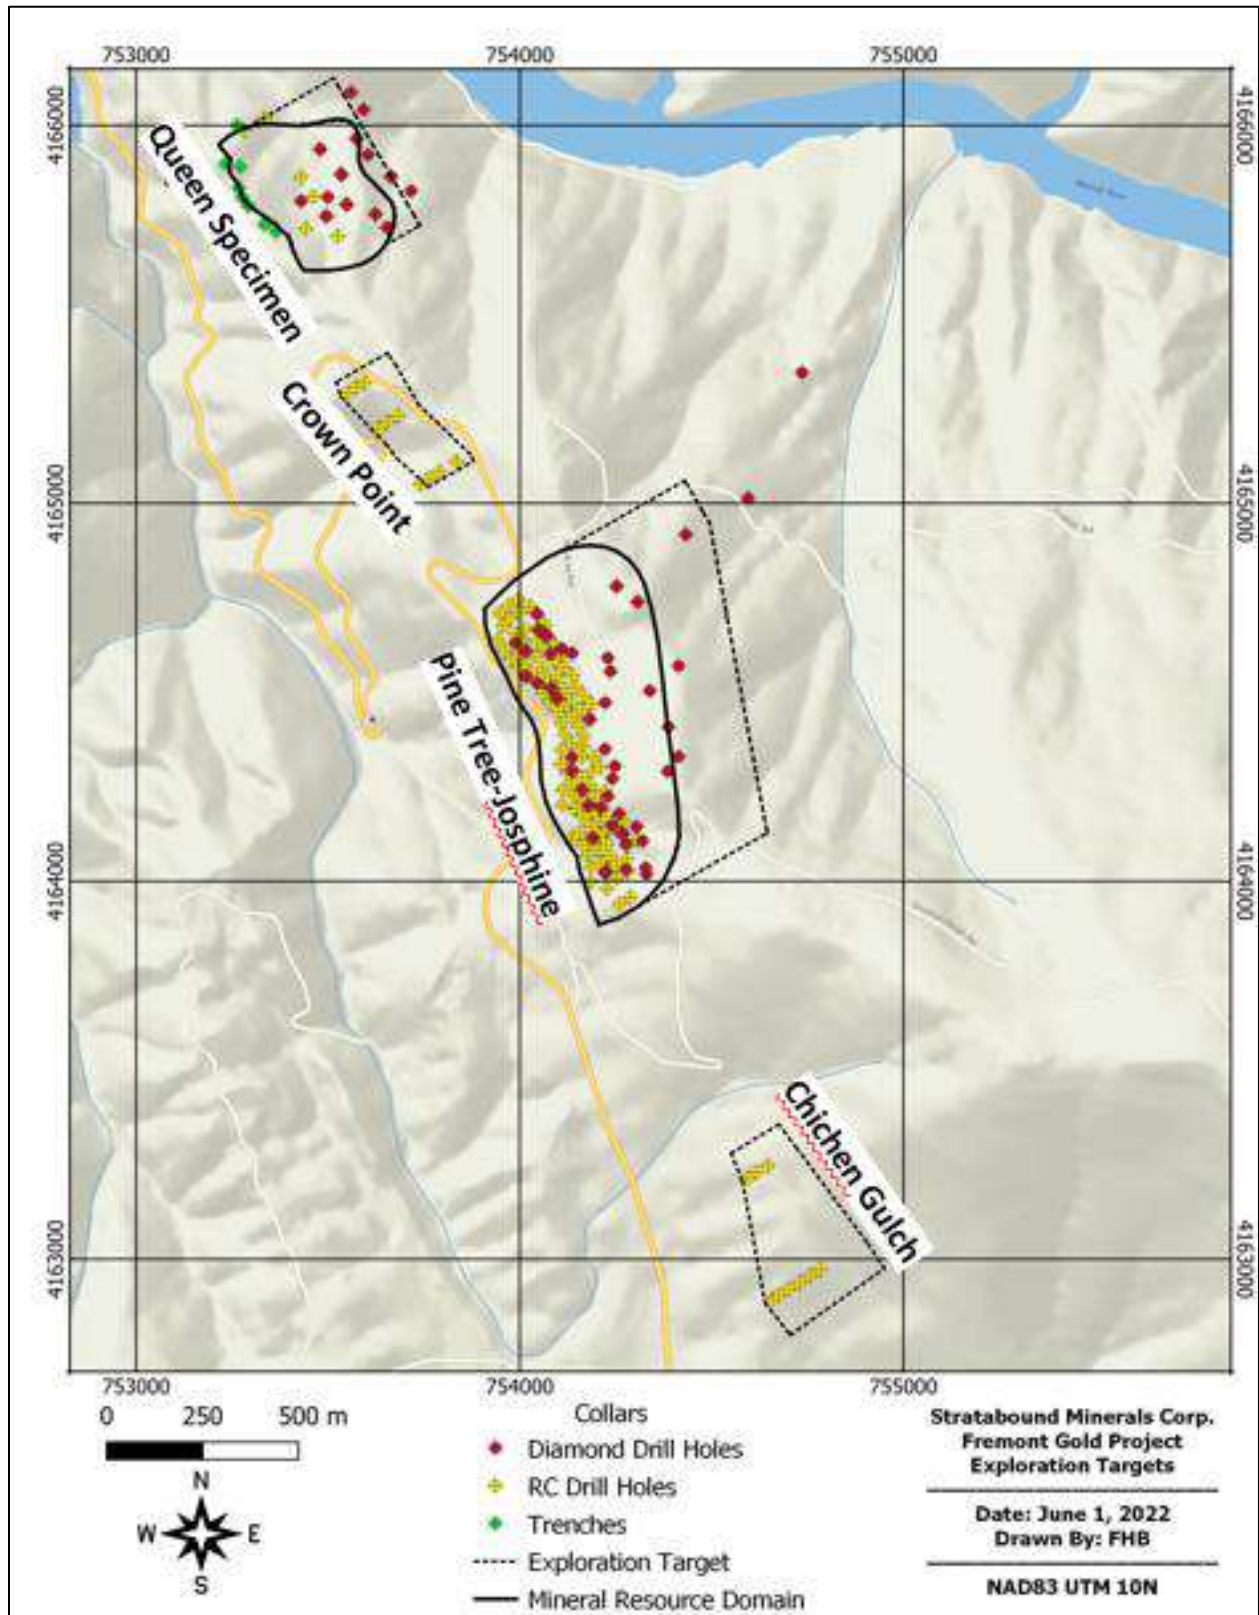 753000 754000 755000
4166000 4166000
Queen Specimen
Crown Point
4165000 4165000
Pine Tree-Josphine
4164000 4164000
Chichen Gulch
4163000 4163000
753000 754000 755000
0 250 500 m
N
W E
S
Collars
Diamond Drill Holes
RC Drill Holes
Trenches
Exploration Target
Mineral Resource Domain
Stratabound Minerals Corp.
Fremont Gold Project
Exploration Targets
Date: June 1, 2022
Drawn By: FHB
NAD83 UTM 10N